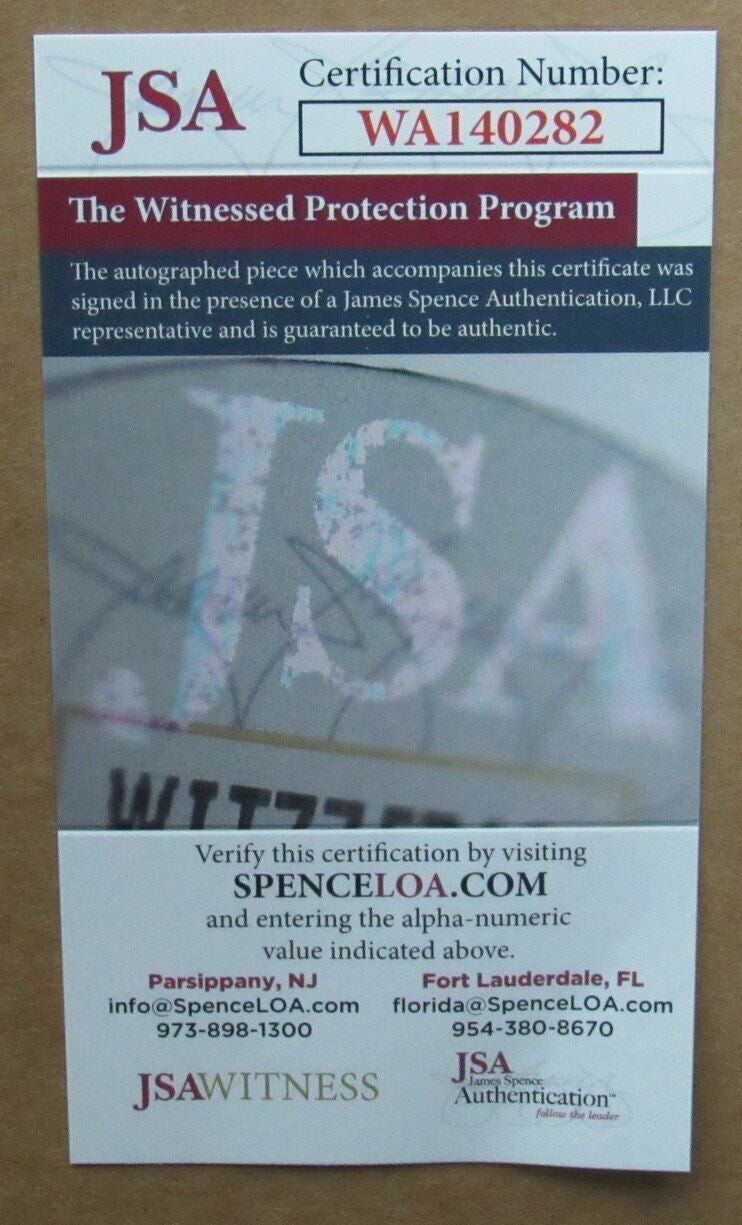 JSA
Certification Number:
WA140282
The Witnessed Protection Program
The autographed piece which accompanies this certificate was
signed in the presence of a James Spence Authentication, LLC
representative and is guaranteed to be authentic.
JSA
Verify this certification by visiting
SPENCELOA.COM
and entering the alpha-numeric
value indicated above.
Parsippany, NJ
info@SpenceLOA.com
973-898-1300
Fort Lauderdale, FL
florida@SpenceLOA.com
954-380-8670
JSAWITNESS
JSA
James Spence
Authentication™
follow the leader